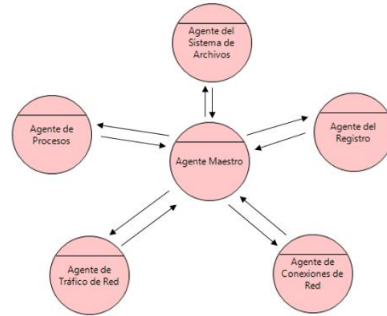 Agente del
Sistema de
Archivos
Agente de
Procesos
Agente Maestro
Agente del
Registro
Agente de
Tráfico de Red
Agente de
Conexiones de
Red